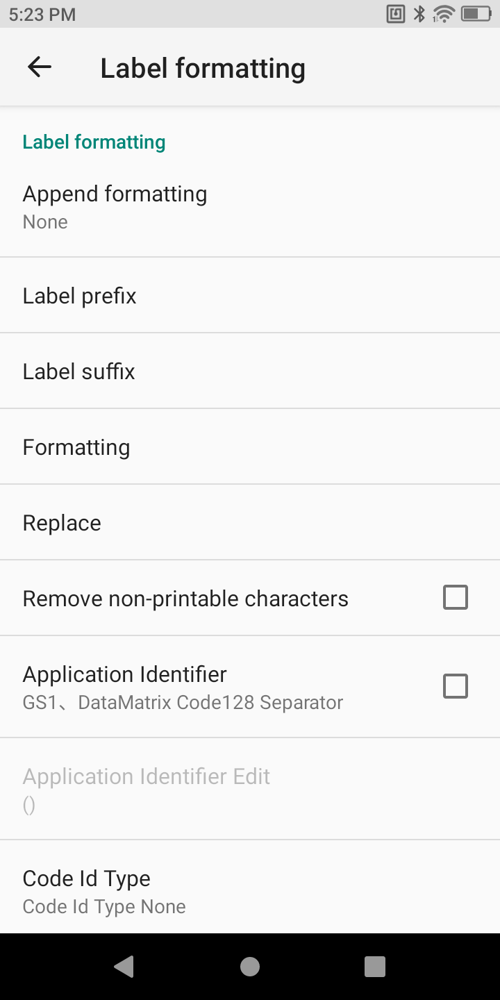 5:23 PM
Label formatting
Label formatting
Append formatting
None
Label prefix
Label suffix
Formatting
Replace
Remove non-printable characters
Application Identifier
GS1、DataMatrix Code128 Separator
Application Identifier Edit
()
Code Id Type
Code Id Type None